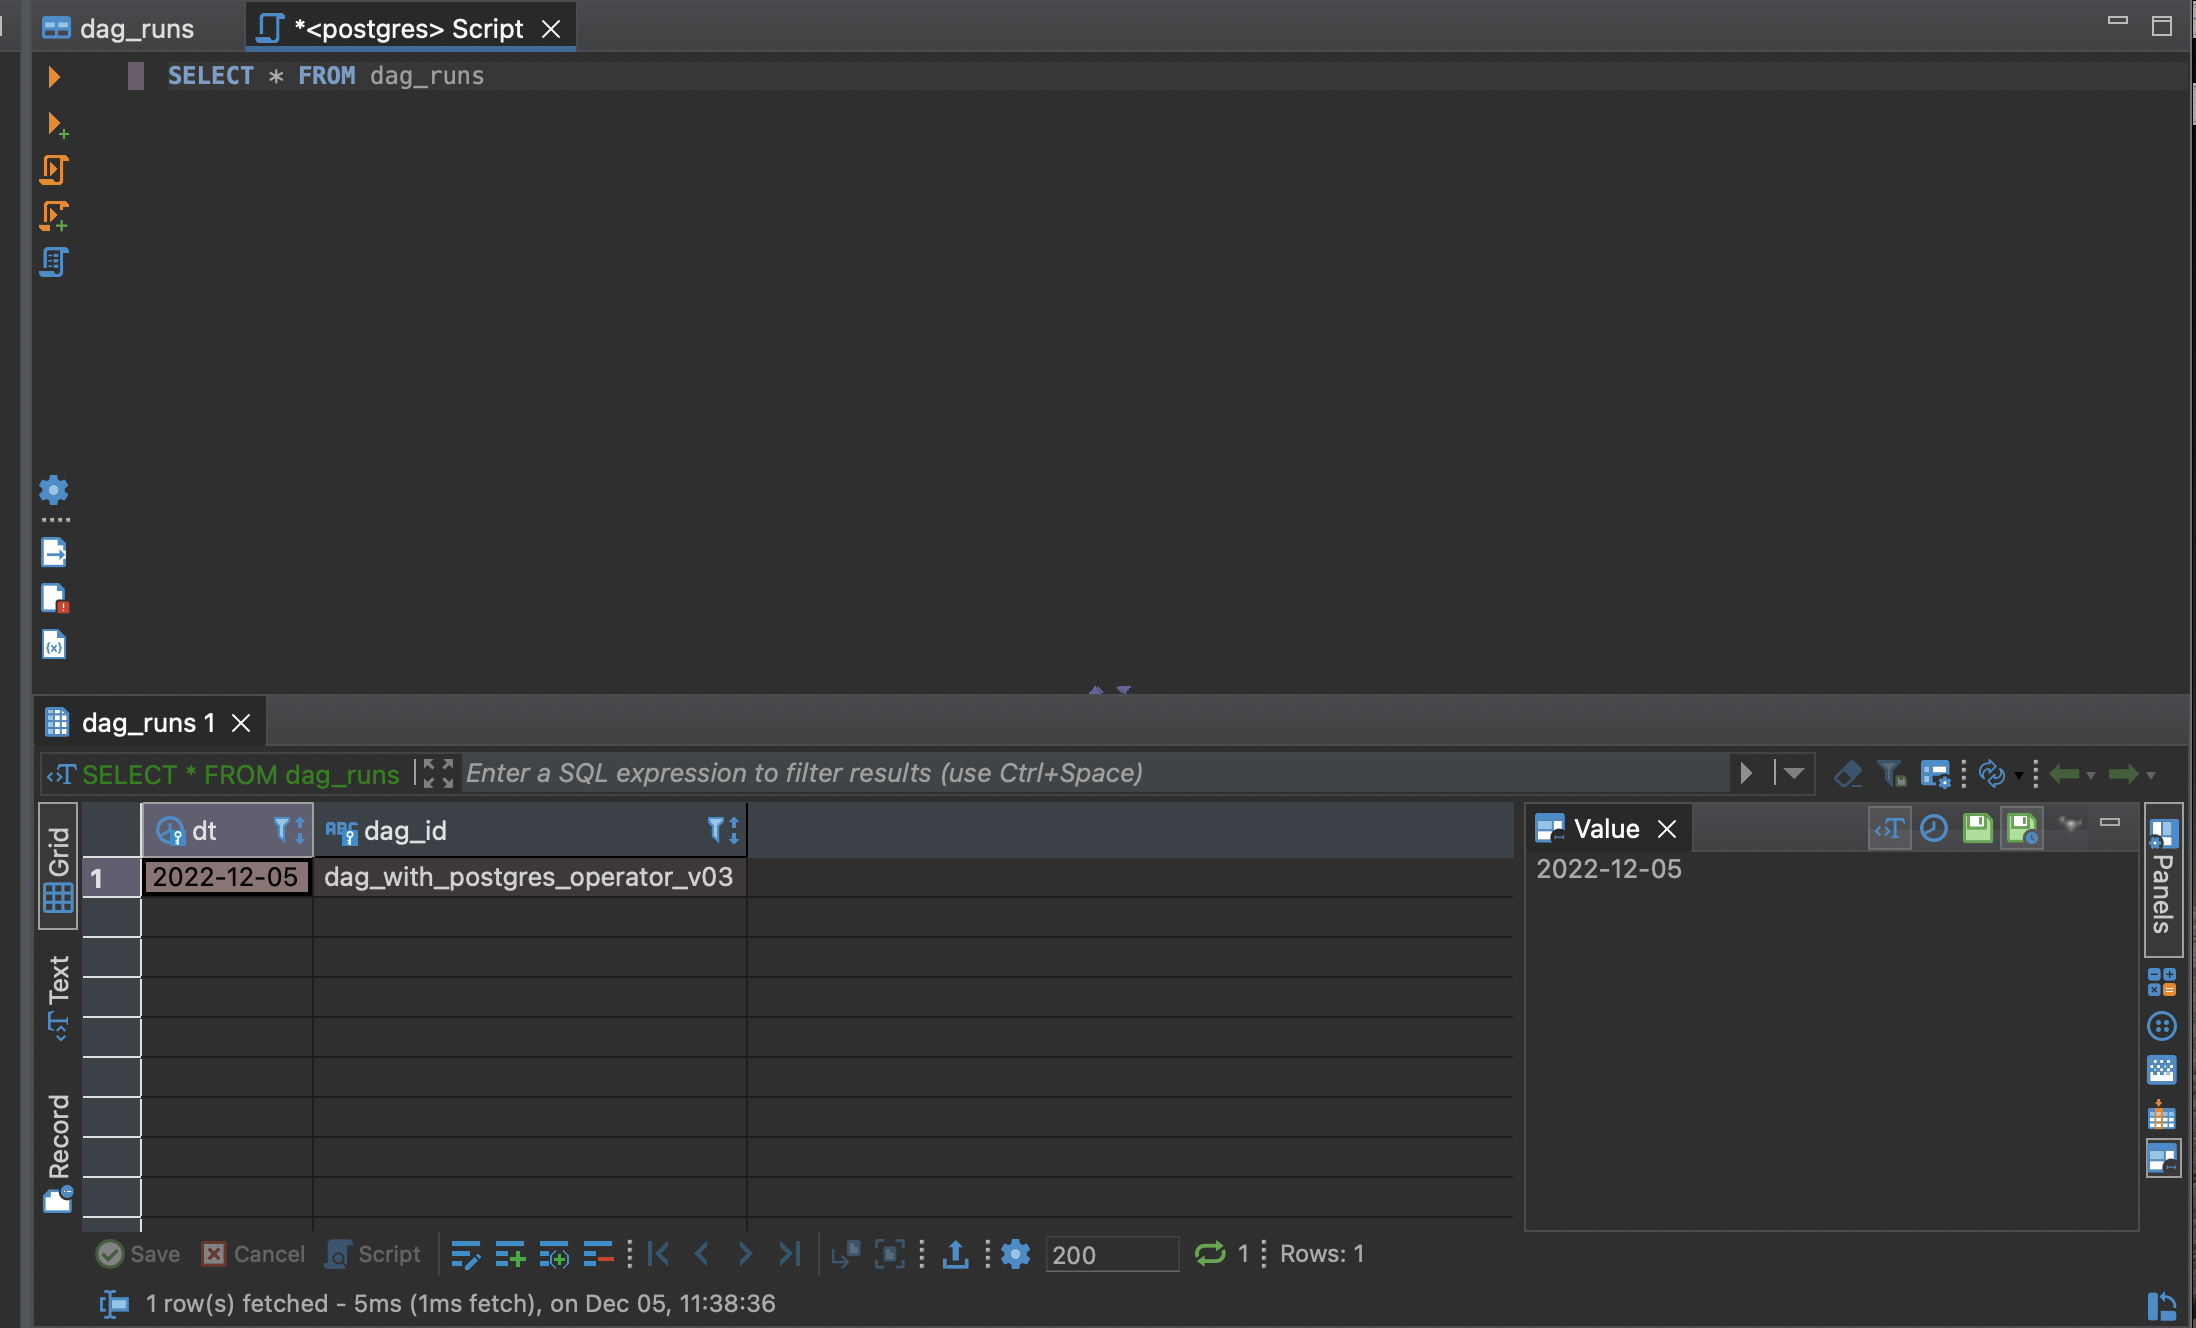 dag_runs
*<postgres> Script
SELECT * FROM dag_runs
dag_runs 1
SELECT * FROM dag_runs
Enter a SQL expression to filter results (use Ctrl+Space)
Grid
Text
Record
dt
ABC dag_id
1 2022-12-05 dag_with_postgres_operator_v03
Value
2022-12-05
Panels
Save Cancel Script 200 1 Rows: 1
1 row(s) fetched - 5ms (1ms fetch), on Dec 05, 11:38:36